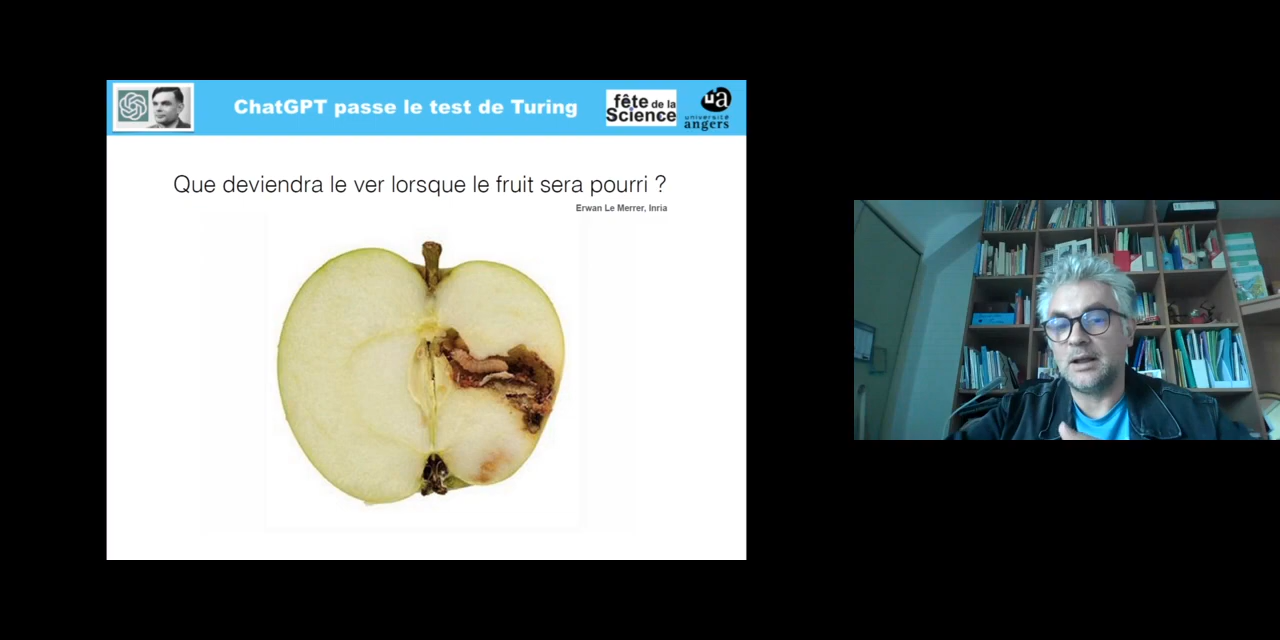 ChatGPT passe le test de Turing
fête de la
Science
ua
université
angers
Que deviendra le ver lorsque le fruit sera pourri ?
Erwan Le Merrer, Inria